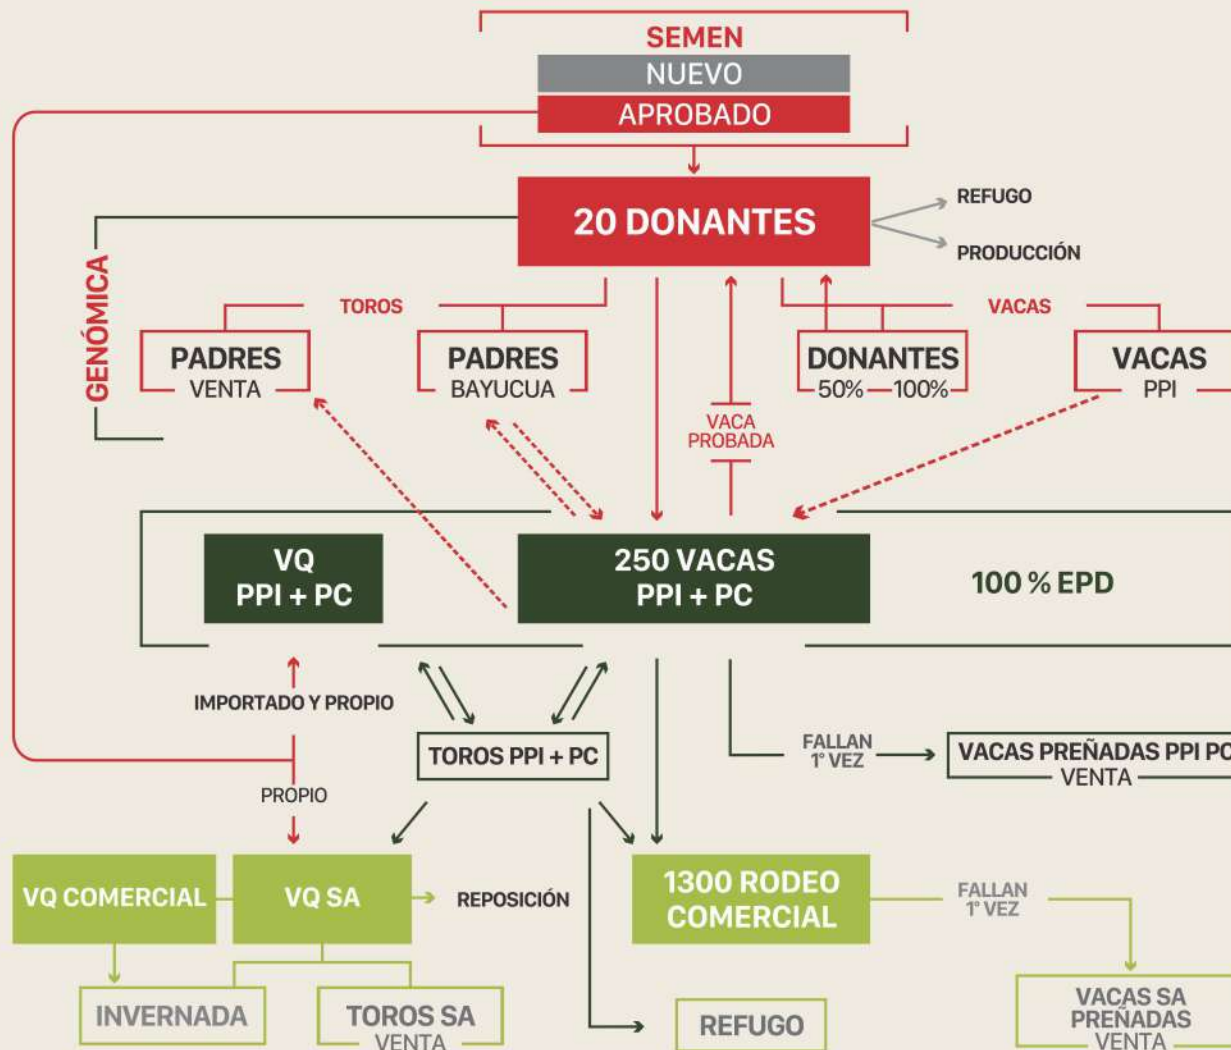 SEMEN
NUEVO
APROBADO
20 DONANTES
REFUGO
PRODUCCIÓN
GENÓMICA
TOROS
VACAS
PADRES
VENTA
PADRES
BAYUCUA
DONANTES
50% 100%
VACAS
PPI
VACA
PROBADA
VQ
PPI + PC
250 VACAS
PPI + PC
100 % EPD
IMPORTADO Y PROPIO
TOROS PPI + PC
FALLAN
1° VEZ
VACAS PREÑADAS PPI PC
VENTA
PROPIO
VQ COMERCIAL
VQ SA
REPOSICIÓN
1300 RODEO
COMERCIAL
FALLAN
1° VEZ
INVERNADA
TOROS SA
VENTA
REFUGO
VACAS SA
PREÑADAS
VENTA